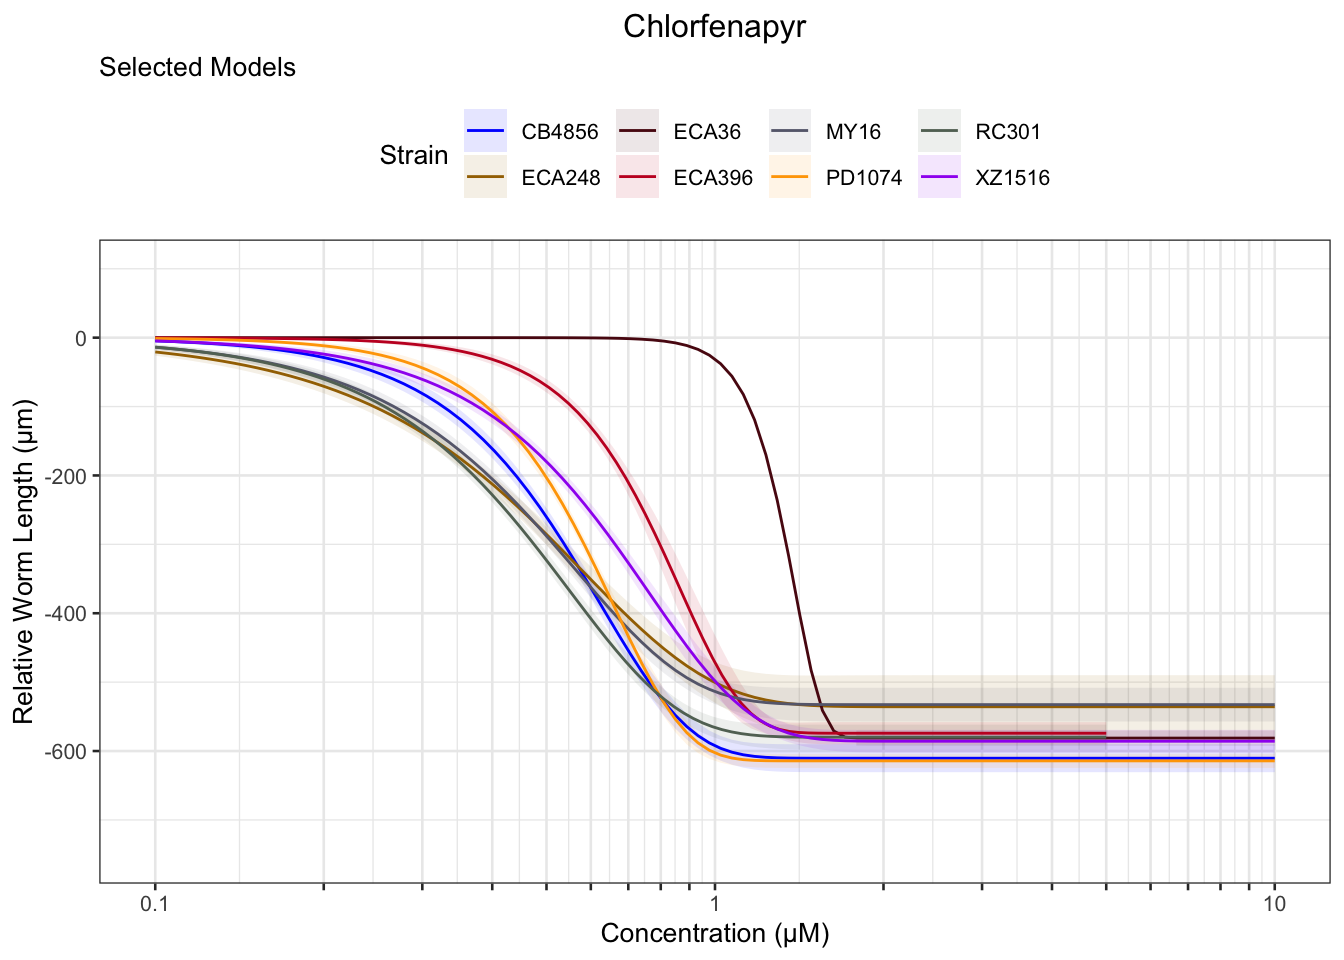 Chlorfenapyr
Selected Models
Strain
CB4856 ECA36 MY16 RC301
ECA248 ECA396 PD1074 XZ1516
Relative Worm Length (µm)
0
-200
-400
-600
0.1 1 10
Concentration (µM)